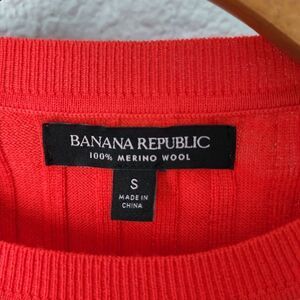 BANANA REPUBLIC
100% MERINO WOOL
S
MADE IN
CHINA